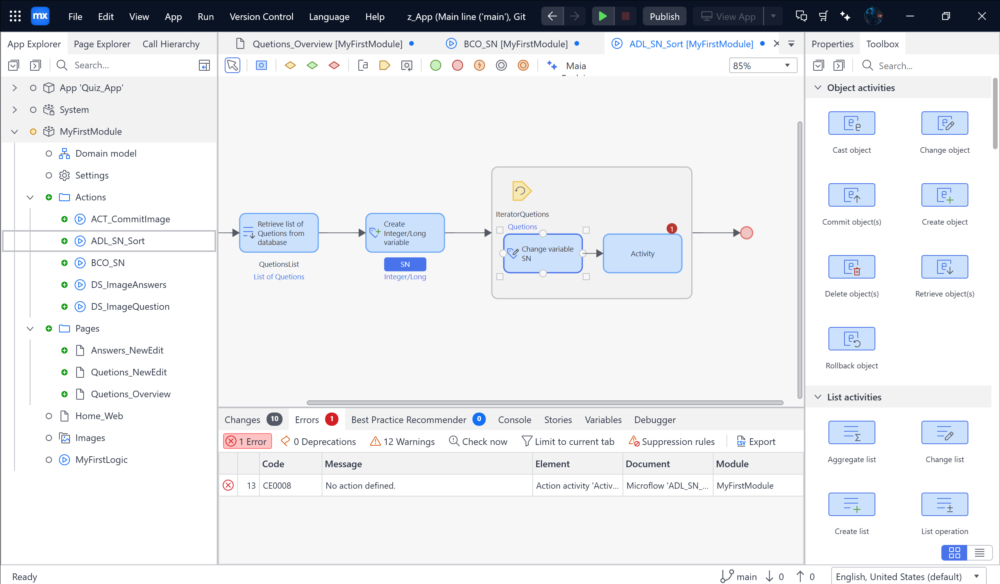 mx
File Edit View App Run Version Control Language Help z_App (Main line ('main'), Git Publish View App
App Explorer Page Explorer Call Hierarchy
Search...
App 'Quiz_App'
System
MyFirstModule
Domain model
Settings
Actions
ACT_CommitImage
ADL_SN_Sort
BCO_SN
DS_ImageAnswers
DS_ImageQuestion
Pages
Answers_NewEdit
Quetions_NewEdit
Quetions_Overview
Home_Web
Images
MyFirstLogic
Quetions_Overview [MyFirstModule] BCO_SN [MyFirstModule] ADL_SN_Sort [MyFirstModule]
Maia
85%
Retrieve list of
Quetions from
database
QuetionsList
List of Quetions
Create
Integer/Long
variable
SN
Integer/Long
IteratorQuetions
Quetions
Change variable
SN
1
Activity
Changes 10 Errors 1 Best Practice Recommender 0 Console Stories Variables Debugger
1 Error 0 Deprecations 12 Warnings Check now Limit to current tab Suppression rules CSV Export
Code Message Element Document Module
13 CE0008 No action defined. Action activity 'Activ... Microflow 'ADL_SN_... MyFirstModule
Properties Toolbox
Search...
Object activities
Cast object Change object
Commit object(s) Create object
Delete object(s) Retrieve object(s)
Rollback object
List activities
Aggregate list Change list
Create list List operation
Ready main 0 0 English, United States (default)